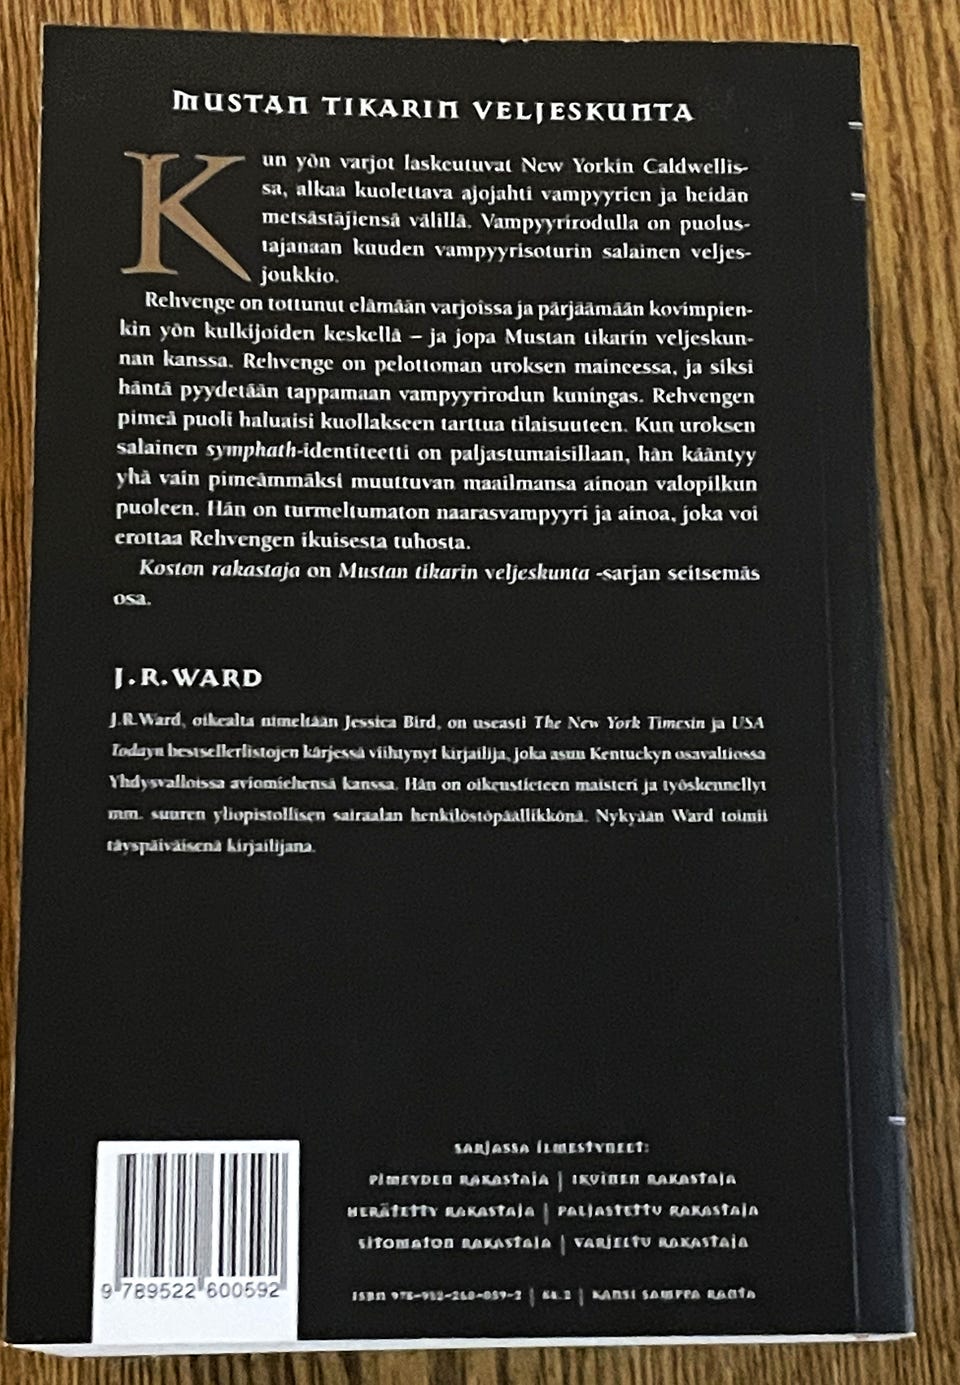 MUSTAN TIKARIN VELJESKUNTA
Kun yön varjot laskeutuvat New Yorkin Caldwellis-
sa, alkaa kuolettava ajojahti vampyyrien ja heidän
metsästäjiensä välillä. Vampyyrirodulla on puolus-
tajanaan kuuden vampyyrisoturin salainen veljes-
joukkio.
Rehvenge on tottunut elämään varjoissa ja pärjäämään kovimpien-
kin yön kulkijoiden keskellä – ja jopa Mustan tikarin veljeskun-
nan kanssa. Rehvenge on pelottoman uroksen maineessa, ja siksi
häntä pyydetään tappamaan vampyyrirodun kuningas. Rehvengen
pimeä puoli haluaisi kuollakseen tarttua tilaisuuteen. Kun uroksen
salainen symphath-identiteetti on paljastumaisillaan, hän kääntyy
yhä vain pimeämmäksi muuttuvan maailmansa ainoan valopilkun
puoleen. Hän on turmeltumaton naarasvampyyri ja ainoa, joka voi
erottaa Rehvengen ikuisesta tuhosta.
Koston rakastaja on Mustan tikarin veljeskunta -sarjan seitsemäs
osa.
J.R.WARD
J.R.Ward, oikealta nimeltään Jessica Bird, on useasti The New York Timesin ja USA
Todayn bestsellerlistojen kärjessä viihtynyt kirjailija, joka asuu Kentuckyn osavaltiossa
Yhdysvalloissa aviomiehensä kanssa. Hän on oikeustieteen maisteri ja työskennellyt
mm. suuren yliopistollisen sairaalan henkilöstöpäällikkönä. Nykyään Ward toimii
täyspäiväisenä kirjailijana.
SARJASSA ILMESTYNEET:
PIMEYDEN RAKASTAJA | IKUINEN RAKASTAJA
HERÄTETTY RAKASTAJA | PALJASTETTU RAKASTAJA
SITOMATON RAKASTAJA | VARJELTU RAKASTAJA
9 789522 600592
ISBN 978-952-260-059-2 | 84.2 | KANSI SAMPPA RANTA